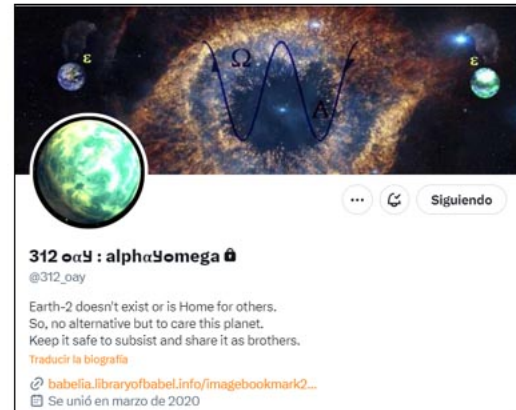 ε
Ω
ε
A
Siguiendo
312 oαY : alphαYomega
@312_oay
Earth-2 doesn't exist or is Home for others.
So, no alternative but to care this planet.
Keep it safe to subsist and share it as brothers.
Traducir la biografía
babelia.libraryofbabel.info/imagebookmark2...
Se unió en marzo de 2020